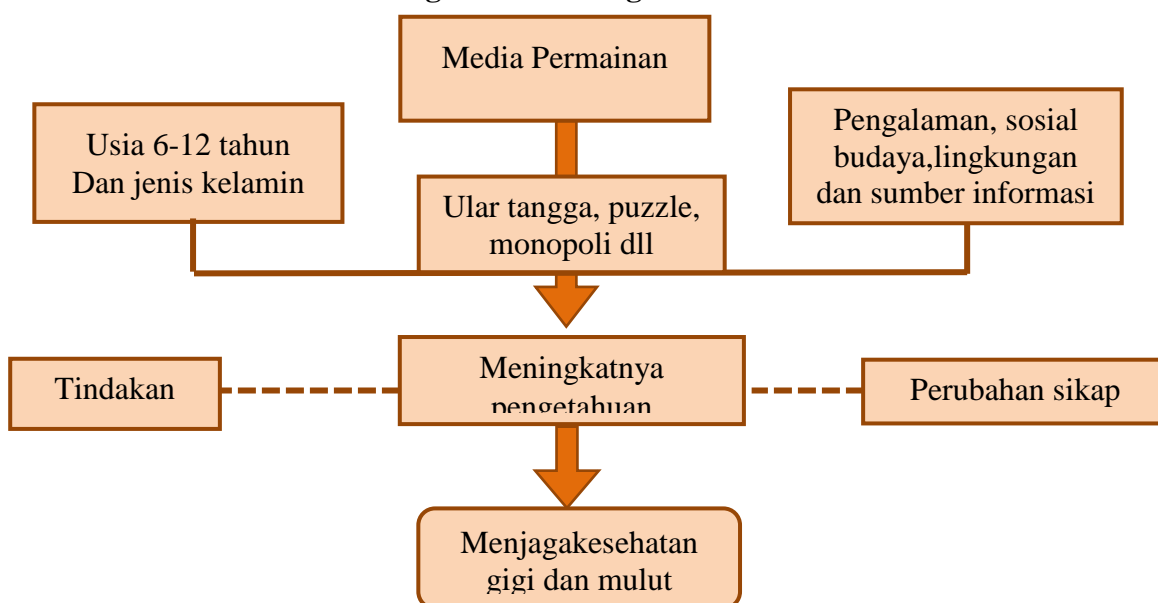 Media Permainan
Usia 6-12 tahun
Dan jenis kelamin
Pengalaman, sosial
budaya,lingkungan
dan sumber informasi
Ular tangga, puzzle,
monopoli dll
Tindakan
Meningkatnya
pengetahuan
Perubahan sikap
Menjagakesehatan
gigi dan mulut